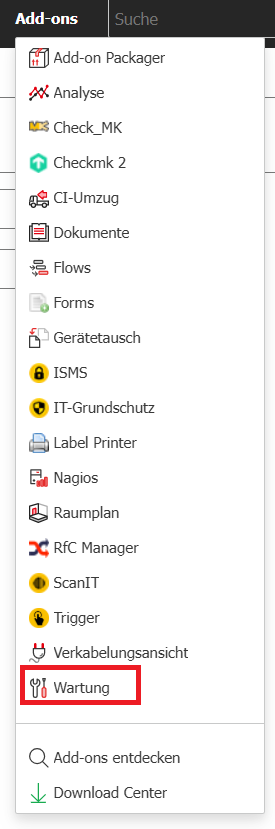 Add-ons Suche
Add-on Packager
Analyse
Check_MK
Checkmk 2
CI-Umzug
Dokumente
Flows
Forms
Gerätetausch
ISMS
IT-Grundschutz
Label Printer
Nagios
Raumplan
RfC Manager
ScanIT
Trigger
Verkabelungsansicht
Wartung
Add-ons entdecken
Download Center